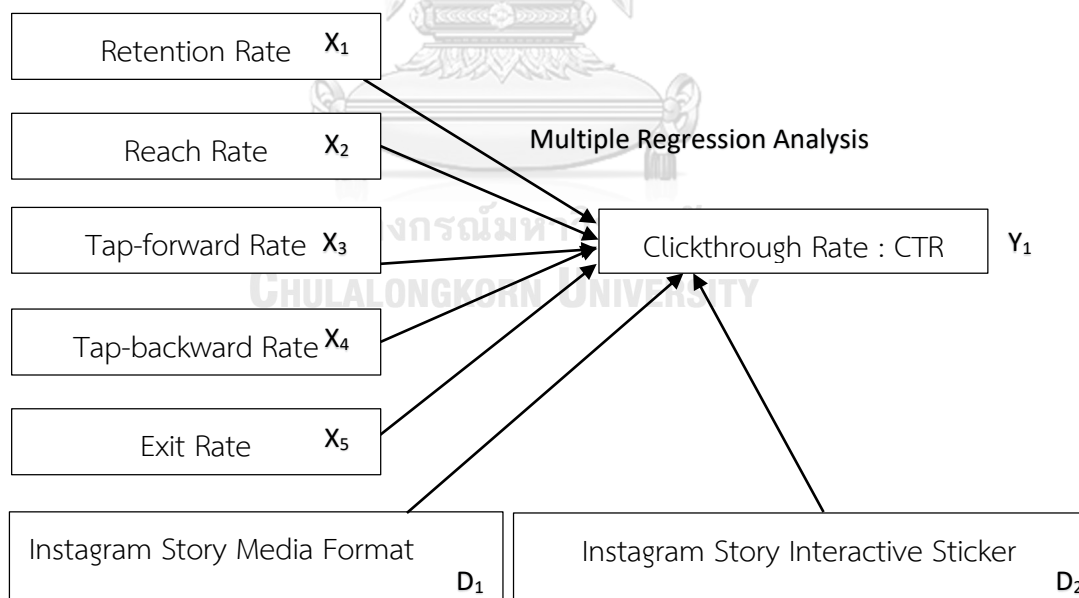 Retention Rate X1
Reach Rate X2
Multiple Regression Analysis
Tap-forward Rate X3
Clickthrough Rate : CTR Y1
CHULALONGKORN UNIVERSITY
Tap-backward Rate X4
Exit Rate X5
Instagram Story Media Format
D1
Instagram Story Interactive Sticker
D2